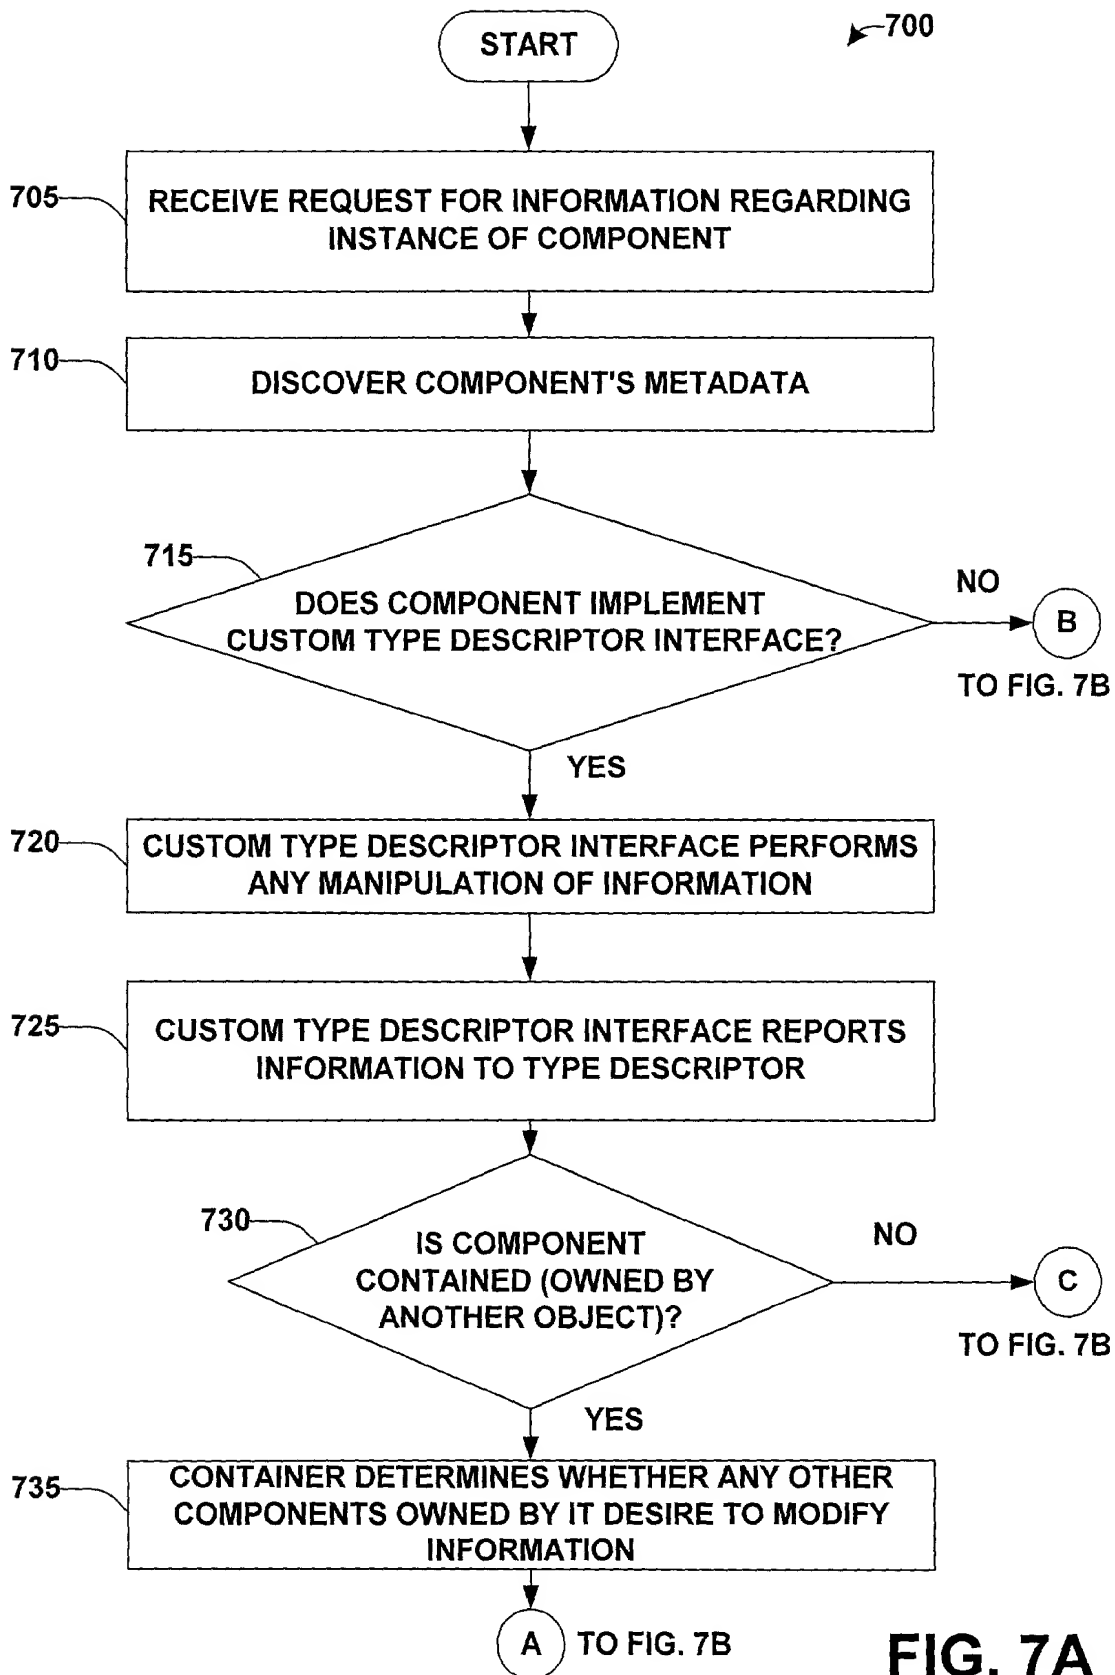 START
700
705
RECEIVE REQUEST FOR INFORMATION REGARDING
INSTANCE OF COMPONENT
710
DISCOVER COMPONENT'S METADATA
715
DOES COMPONENT IMPLEMENT
CUSTOM TYPE DESCRIPTOR INTERFACE?
NO
B
TO FIG. 7B
YES
720
CUSTOM TYPE DESCRIPTOR INTERFACE PERFORMS
ANY MANIPULATION OF INFORMATION
725
CUSTOM TYPE DESCRIPTOR INTERFACE REPORTS
INFORMATION TO TYPE DESCRIPTOR
730
IS COMPONENT
CONTAINED (OWNED BY
ANOTHER OBJECT)?
NO
C
TO FIG. 7B
YES
735
CONTAINER DETERMINES WHETHER ANY OTHER
COMPONENTS OWNED BY IT DESIRE TO MODIFY
INFORMATION
A
TO FIG. 7B
FIG. 7A